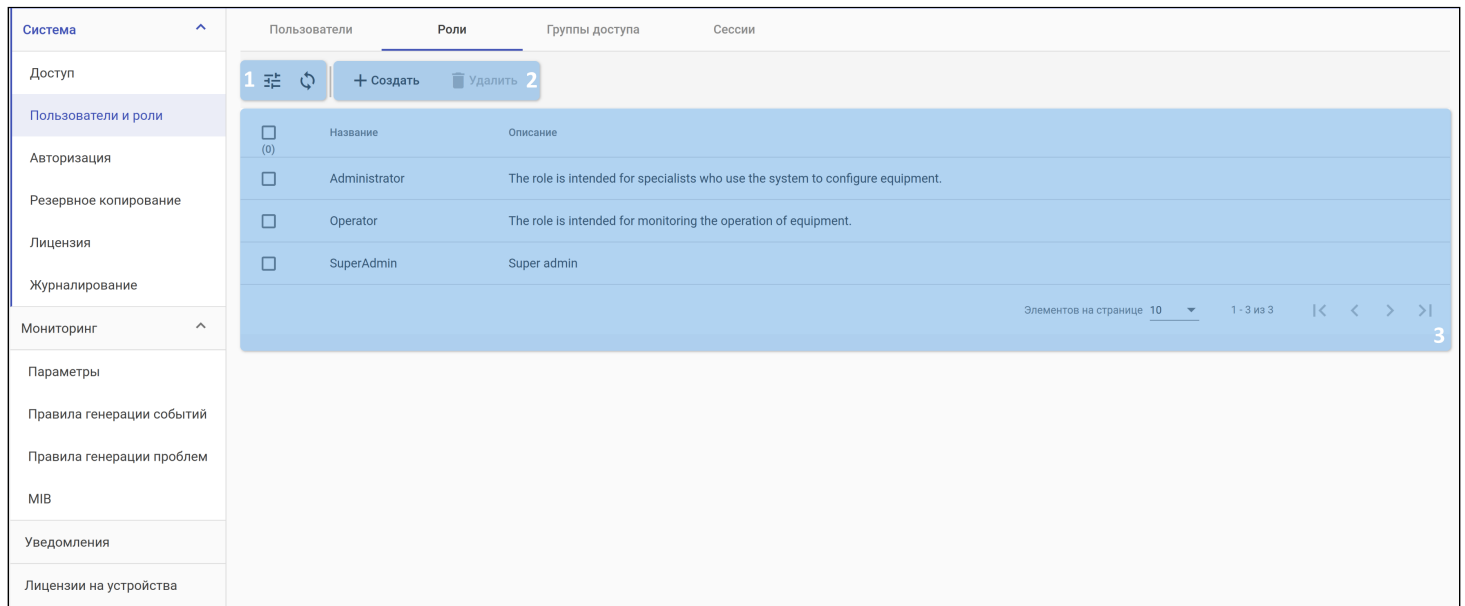 Система
Доступ
Пользователи и роли
Авторизация
Резервное копирование
Лицензия
Журналирование
Мониторинг
Параметры
Правила генерации событий
Правила генерации проблем
MIB
Уведомления
Лицензии на устройства
Пользователи Роли Группы доступа Сессии
1 + Создать Удалить 2
(0) Название Описание
Administrator The role is intended for specialists who use the system to configure equipment.
Operator The role is intended for monitoring the operation of equipment.
SuperAdmin Super admin
Элементов на странице 10 1 - 3 из 3
3